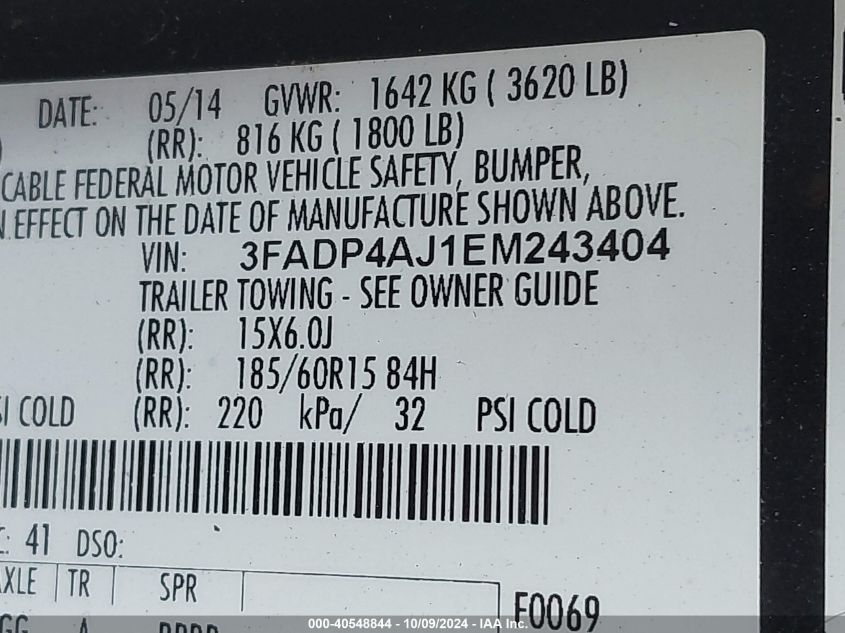 DATE: 05/14 GVWR: 1642 KG ( 3620 LB)
(RR): 816 KG ( 1800 LB)
CABLE FEDERAL MOTOR VEHICLE SAFETY, BUMPER,
EFFECT ON THE DATE OF MANUFACTURE SHOWN ABOVE.
VIN: 3FADP4AJ1EM243404
TRAILER TOWING - SEE OWNER GUIDE
(RR): 15X6.0J
(RR): 185/60R15 84H
SI COLD (RR): 220 kPa/ 32 PSI COLD
: 41 DSO:
AXLE TR SPR
GG A
F0069
000-40548844 - 10/09/2024 - IAA Inc.